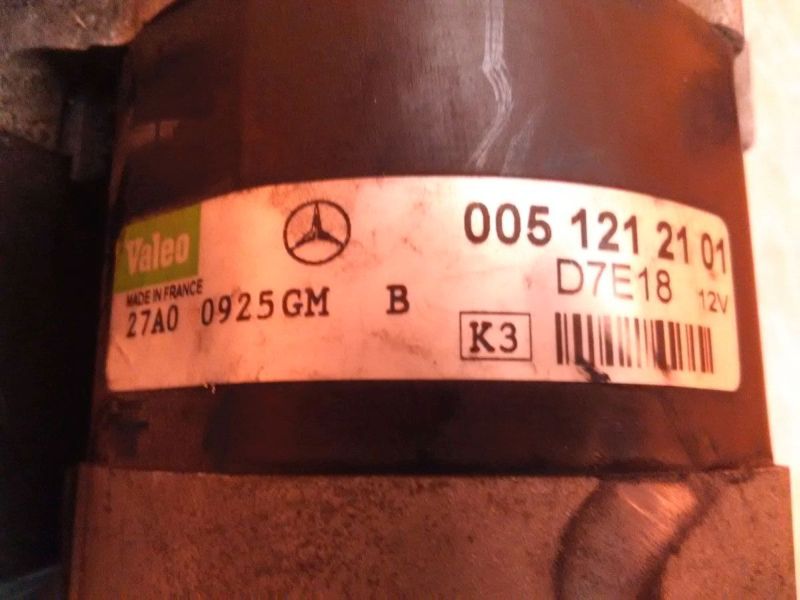 Valeo
005 121 21 01
MADE IN FRANCE
D7E18 12V
27A0 0925GM B
K3